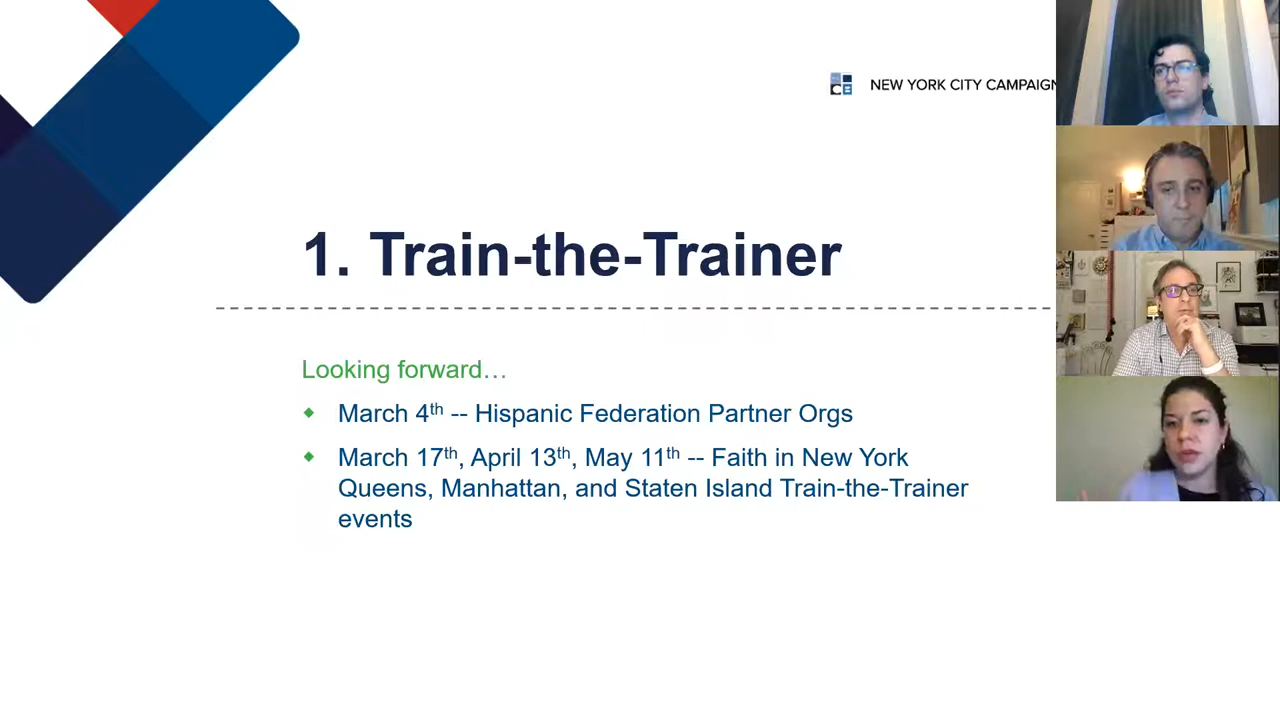 CE
NEW YORK CITY CAMPAIGN
1. Train-the-Trainer
Looking forward…
March 4th -- Hispanic Federation Partner Orgs
March 17th, April 13th, May 11th -- Faith in New York
Queens, Manhattan, and Staten Island Train-the-Trainer
events